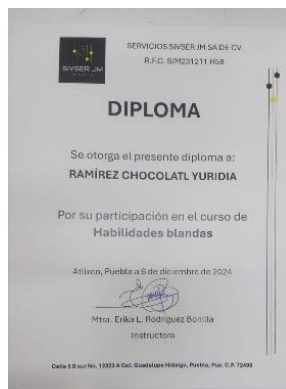 SIVSER JM
SERVICIOS SIVSER JM SA DE CV
R.F.C. SJM231211 H58
DIPLOMA
Se otorga el presente diploma a:
RAMÍREZ CHOCOLATL YURIDIA
Por su participación en el curso de
Habilidades blandas
Atlixco, Puebla a 6 de diciembre de 2024
Mtra. Erika L. Rodríguez Bonilla
Instructora
Calle 5 B sur No. 12323 A Col. Guadalupe Hidalgo, Puebla, Pue. C.P. 72490